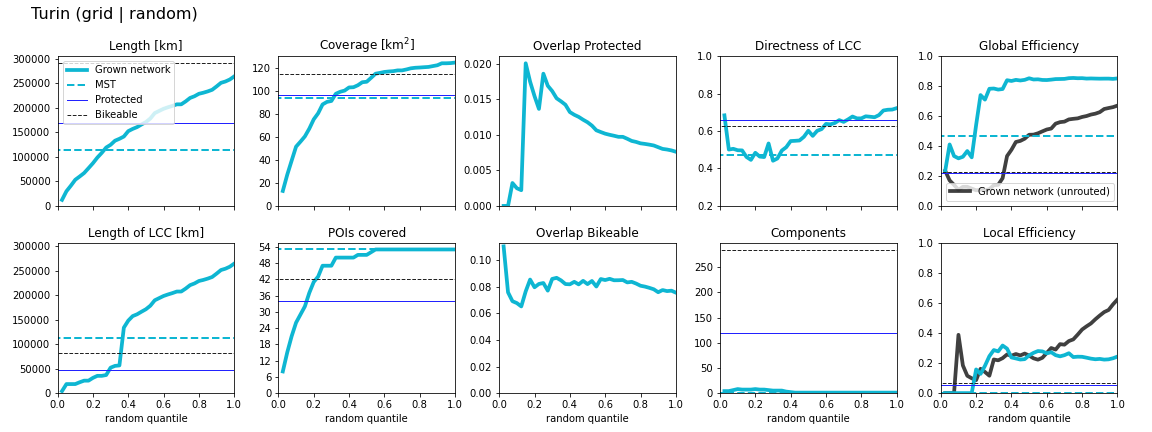 Turin (grid | random)
Length [km]
300000
250000
200000
150000
100000
50000
0
Grown network
MST
Protected
Bikeable
Coverage [km²]
120
100
80
60
40
20
0
Overlap Protected
0.020
0.015
0.010
0.005
0.000
Directness of LCC
1.0
0.8
0.6
0.4
0.2
Global Efficiency
1.0
0.8
0.6
0.4
0.2
0.0
Grown network (unrouted)
Length of LCC [km]
300000
250000
200000
150000
100000
50000
0
0.0 0.2 0.4 0.6 0.8 1.0
random quantile
POIs covered
54
48
42
36
30
24
18
12
6
0
0.0 0.2 0.4 0.6 0.8 1.0
random quantile
Overlap Bikeable
0.10
0.08
0.06
0.04
0.02
0.00
0.0 0.2 0.4 0.6 0.8 1.0
random quantile
Components
250
200
150
100
50
0
0.0 0.2 0.4 0.6 0.8 1.0
random quantile
Local Efficiency
1.0
0.8
0.6
0.4
0.2
0.0
0.0 0.2 0.4 0.6 0.8 1.0
random quantile